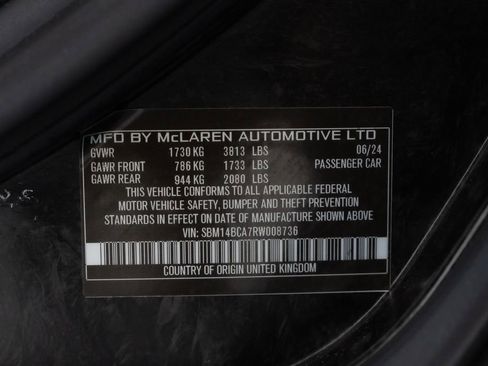 MFD BY McLAREN AUTOMOTIVE LTD
GVWR 1730 KG 3813 LBS 06/24
GAWR FRONT 786 KG 1733 LBS PASSENGER CAR
GAWR REAR 944 KG 2080 LBS
THIS VEHICLE CONFORMS TO ALL APPLICABLE FEDERAL
MOTOR VEHICLE SAFETY, BUMPER AND THEFT PREVENTION
STANDARDS IN EFFECT ON DATE OF MANUFACTURE SHOWN ABOVE
VIN: SBM14BCA7RW008736
COUNTRY OF ORIGIN UNITED KINGDOM